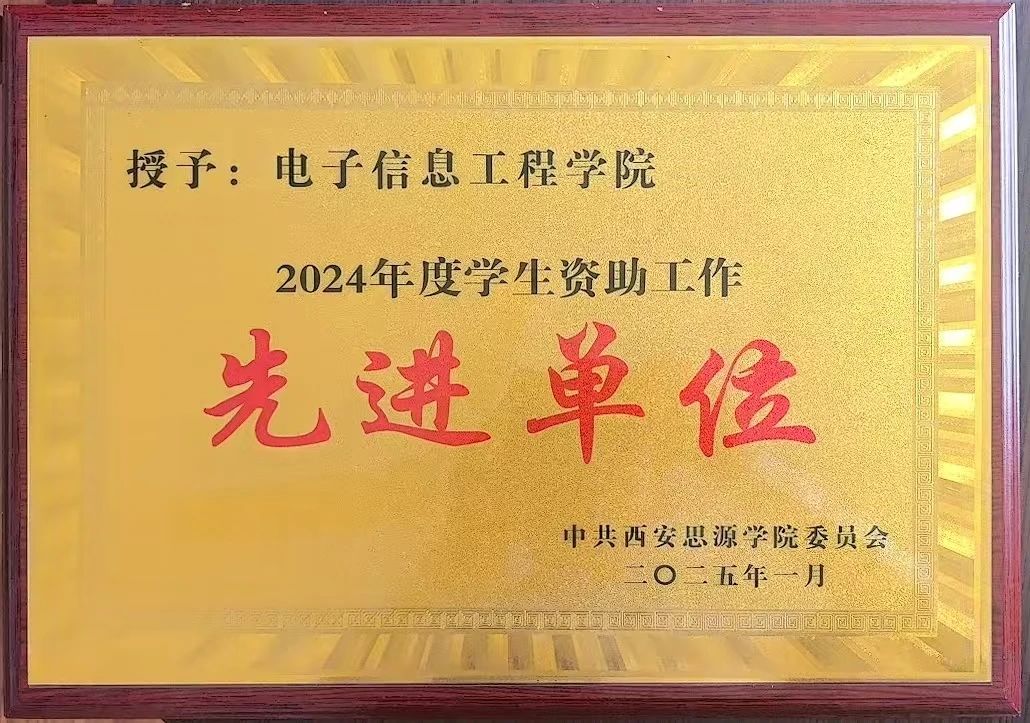 授予：电子信息工程学院
2024年度学生资助工作
先进单位
中共西安思源学院委员会
二〇二五年一月